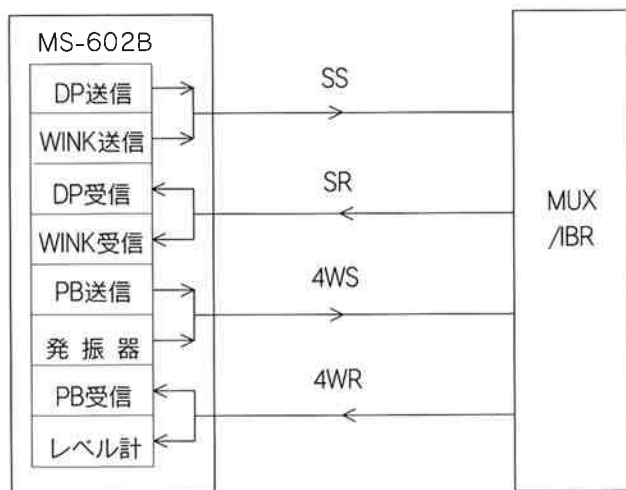 MS-602B
DP送信
WINK送信
DP受信
WINK受信
PB送信
発振器
PB受信
レベル計
SS
SR
4WS
4WR
MUX
/IBR